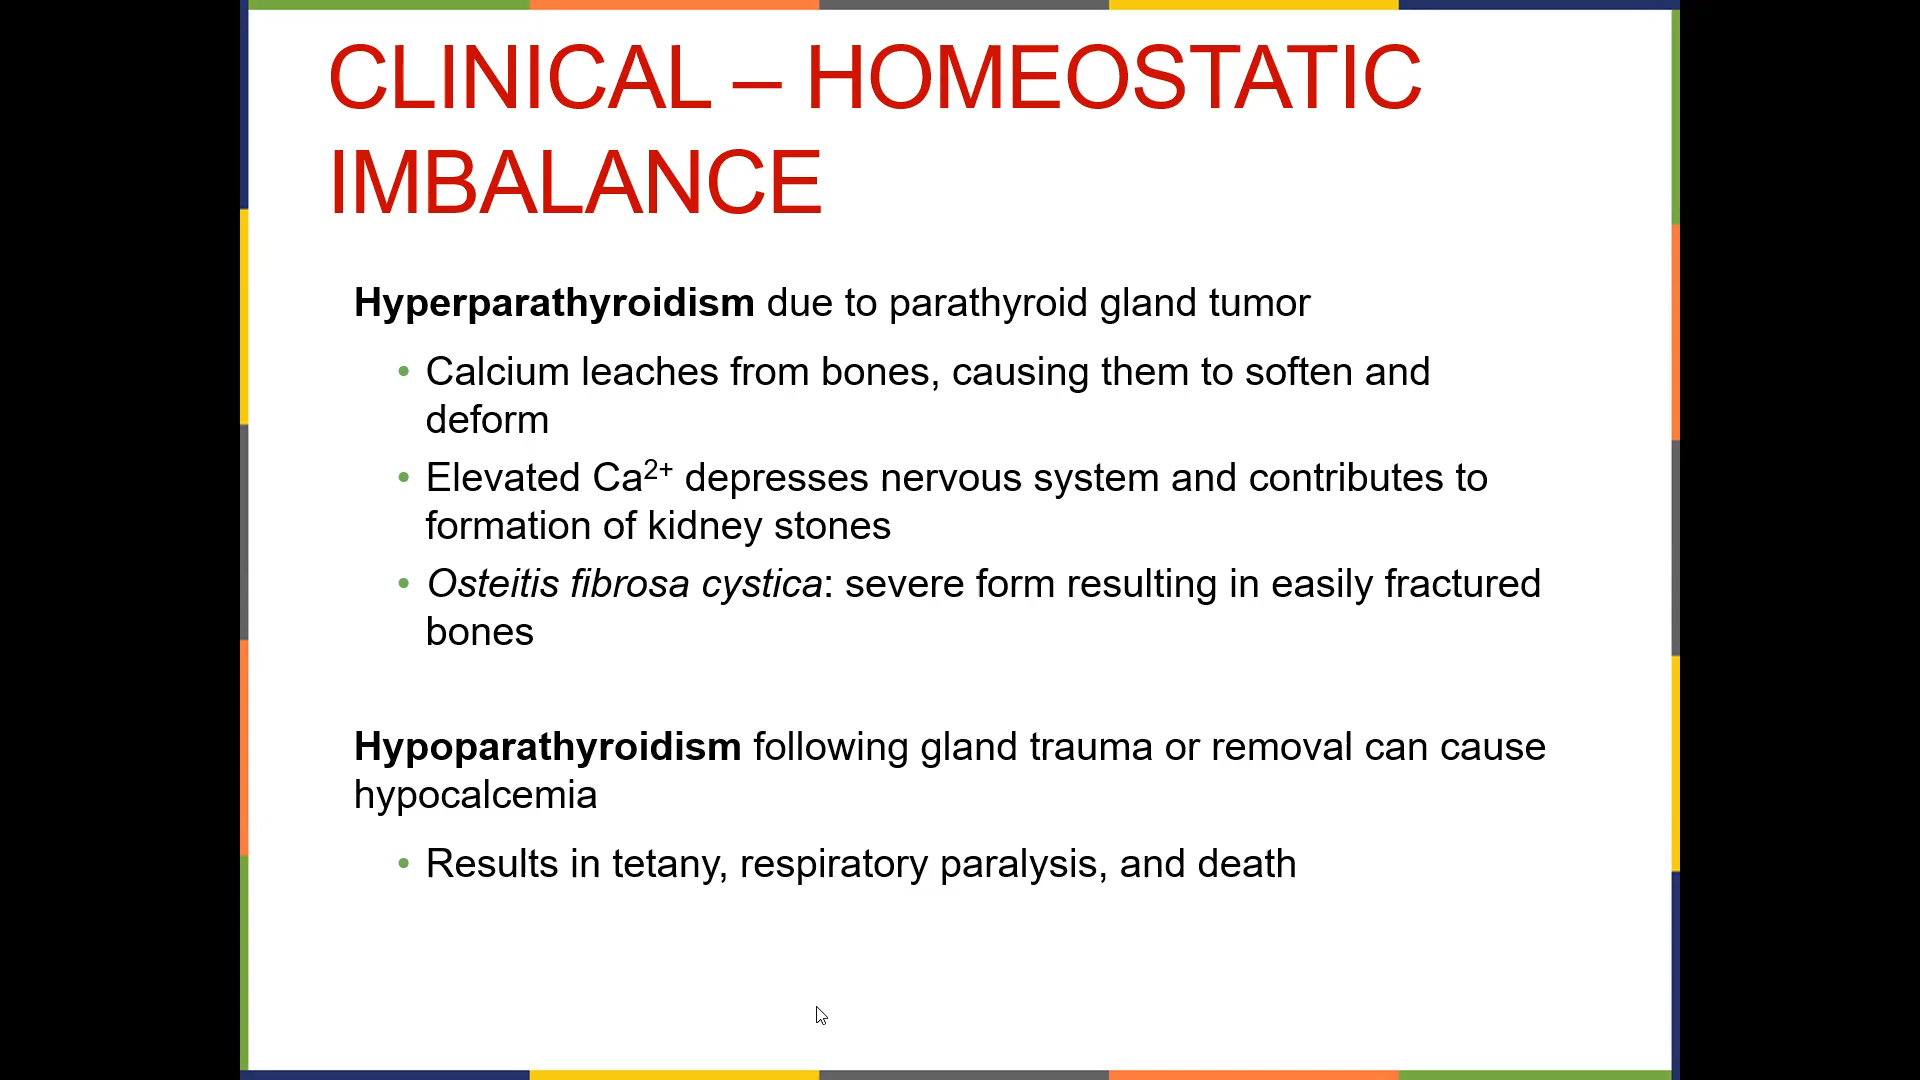 CLINICAL – HOMEOSTATIC
IMBALANCE
Hyperparathyroidism due to parathyroid gland tumor
• Calcium leaches from bones, causing them to soften and
deform
• Elevated Ca²⁺ depresses nervous system and contributes to
formation of kidney stones
• Osteitis fibrosa cystica: severe form resulting in easily fractured
bones
Hypoparathyroidism following gland trauma or removal can cause
hypocalcemia
• Results in tetany, respiratory paralysis, and death